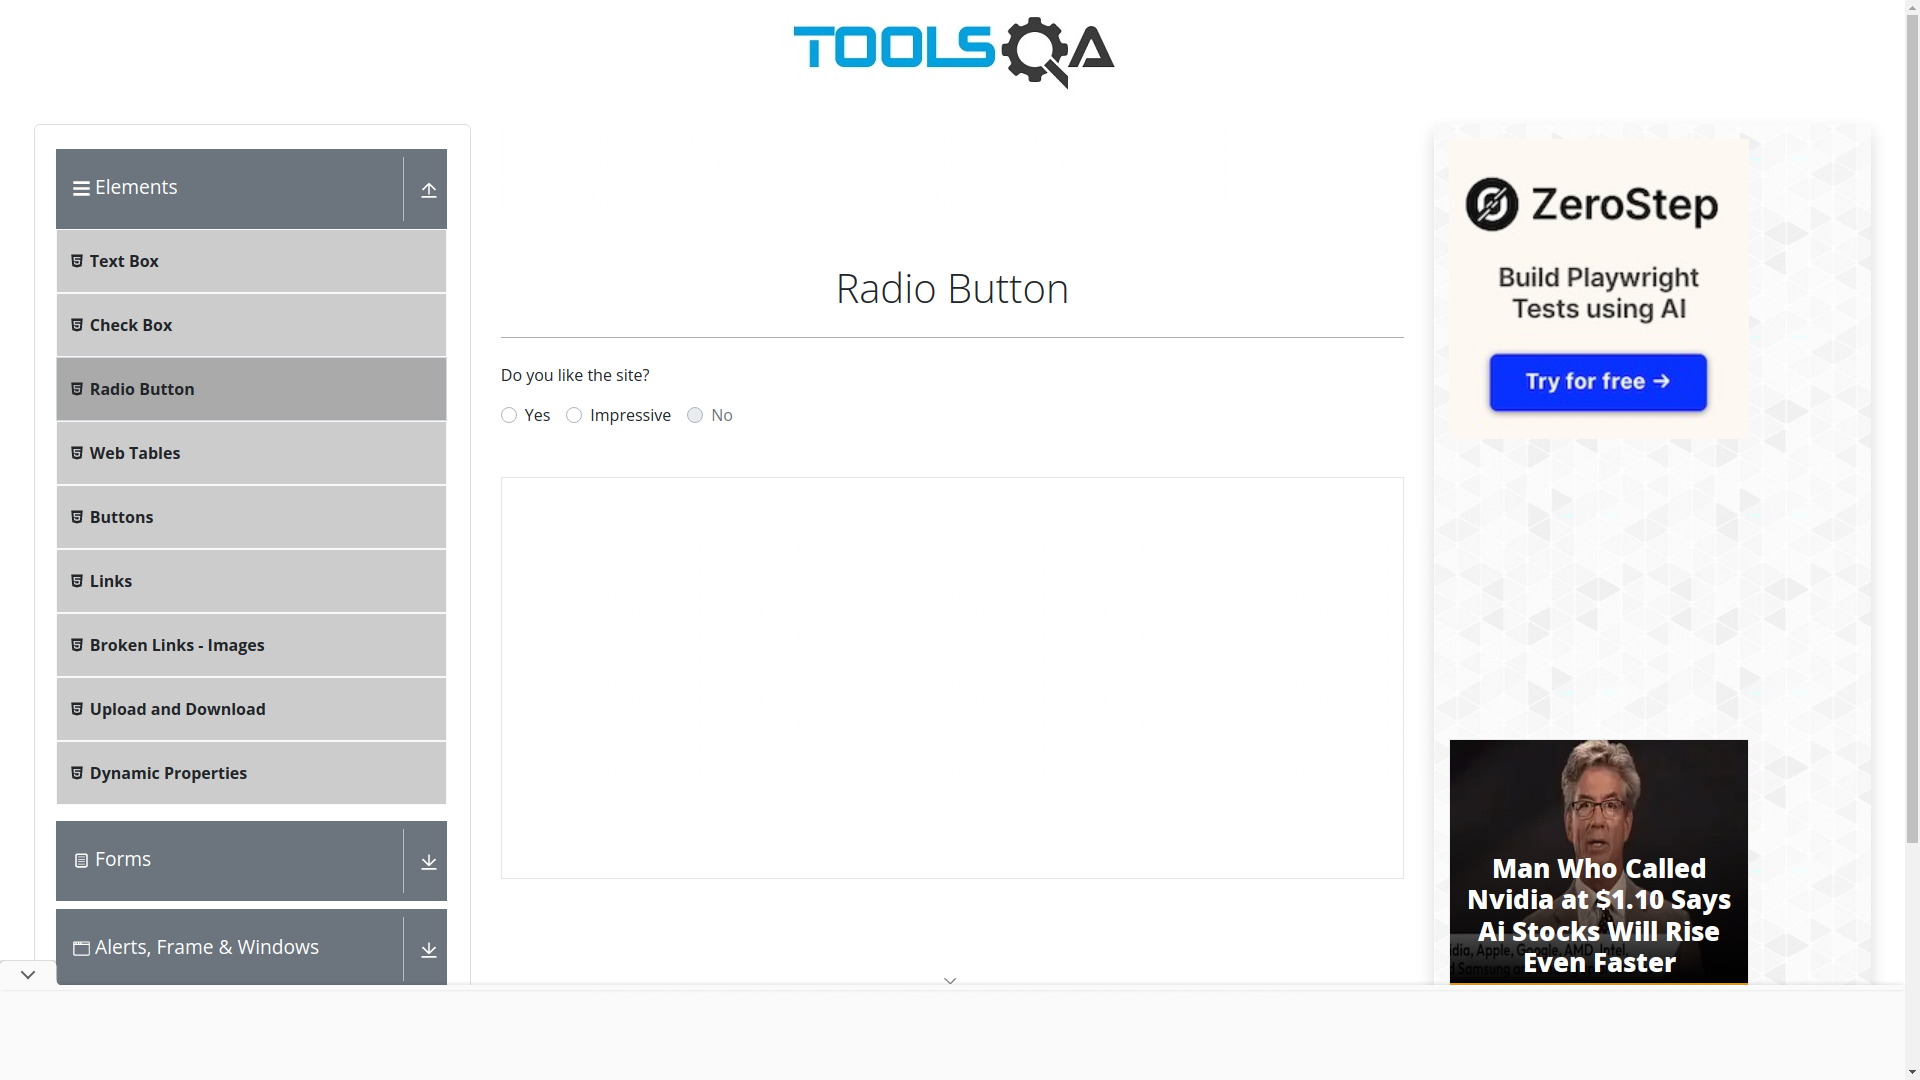 TOOLSQA
Elements
Text Box
Check Box
Radio Button
Web Tables
Buttons
Links
Broken Links - Images
Upload and Download
Dynamic Properties
Forms
Alerts, Frame & Windows
Radio Button
Do you like the site?
Yes
Impressive
No
ZeroStep
Build Playwright
Tests using AI
Try for free →
Man Who Called
Nvidia at $1.10 Says
Ai Stocks Will Rise
Even Faster
dia, Apple, Google, AMD, Intel,
Samsung